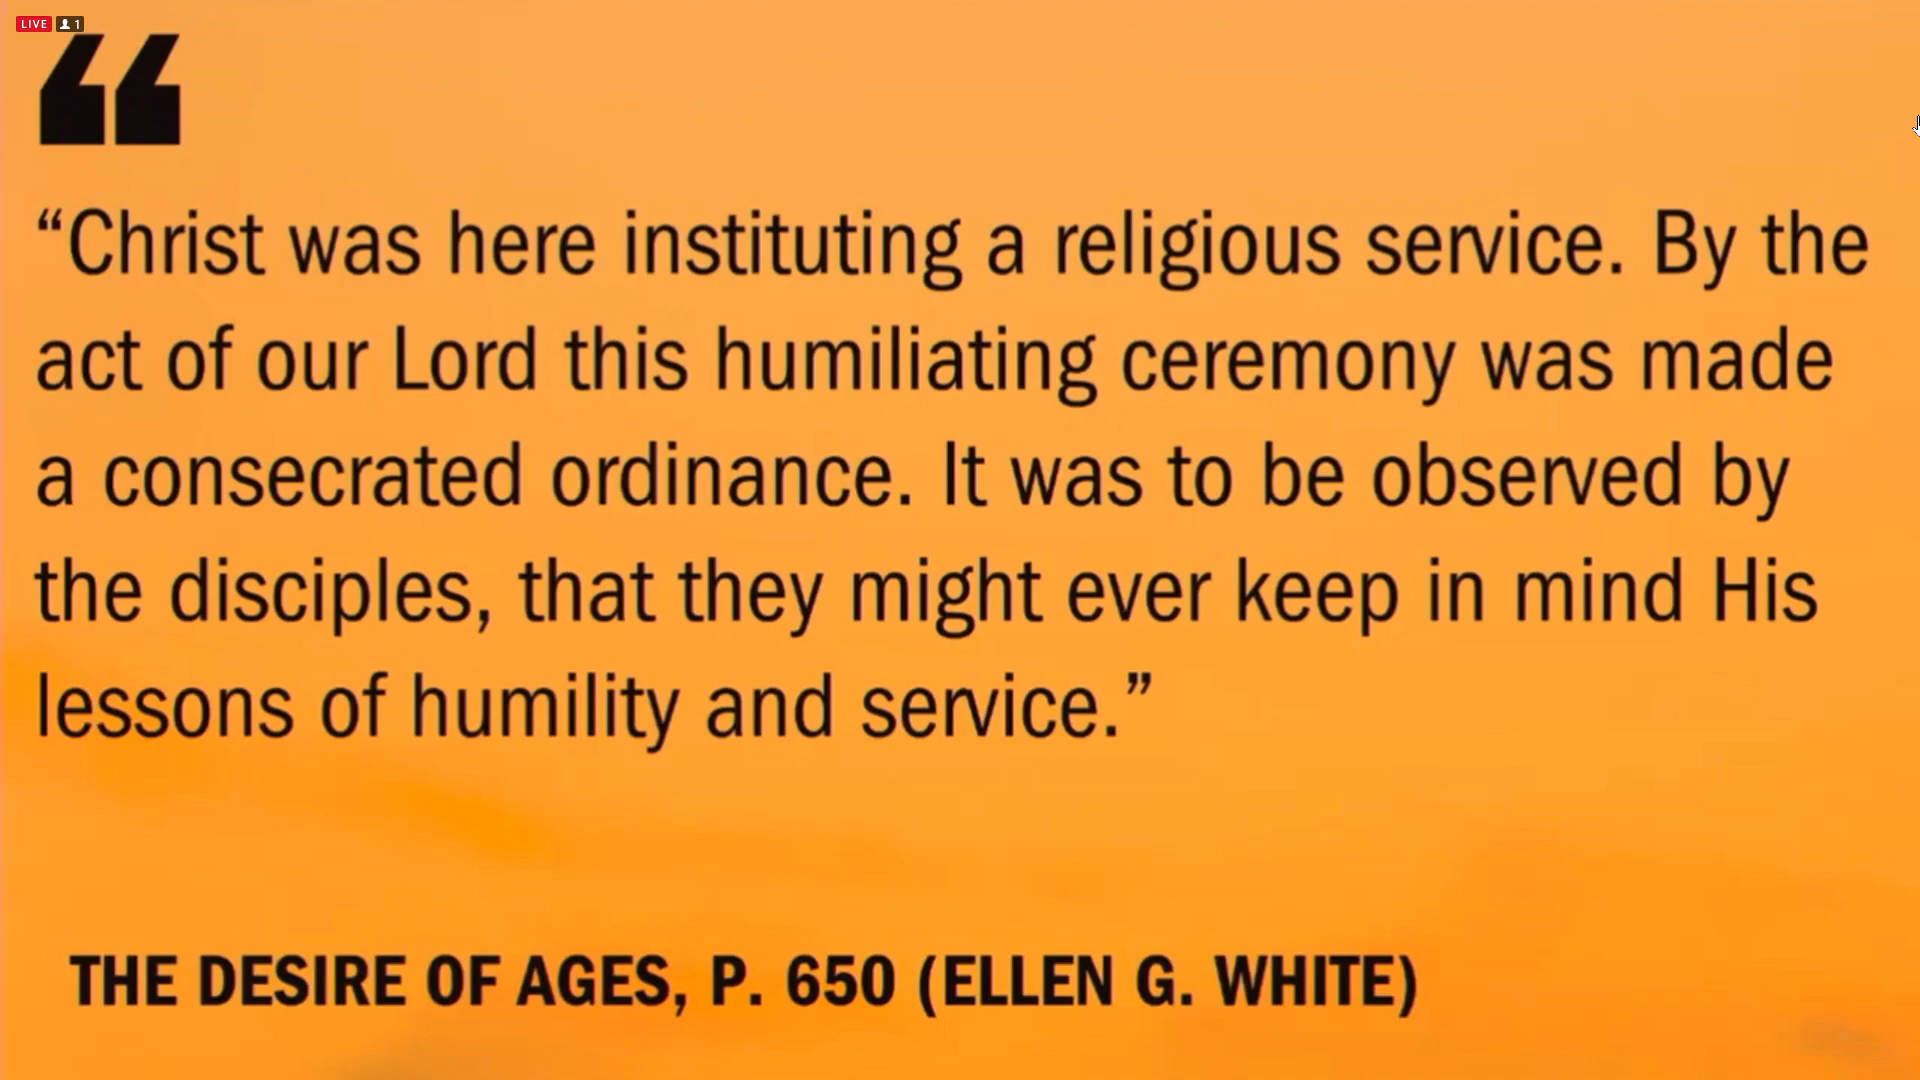 LIVE 1
“
“Christ was here instituting a religious service. By the
act of our Lord this humiliating ceremony was made
a consecrated ordinance. It was to be observed by
the disciples, that they might ever keep in mind His
lessons of humility and service.”
THE DESIRE OF AGES, P. 650 (ELLEN G. WHITE)